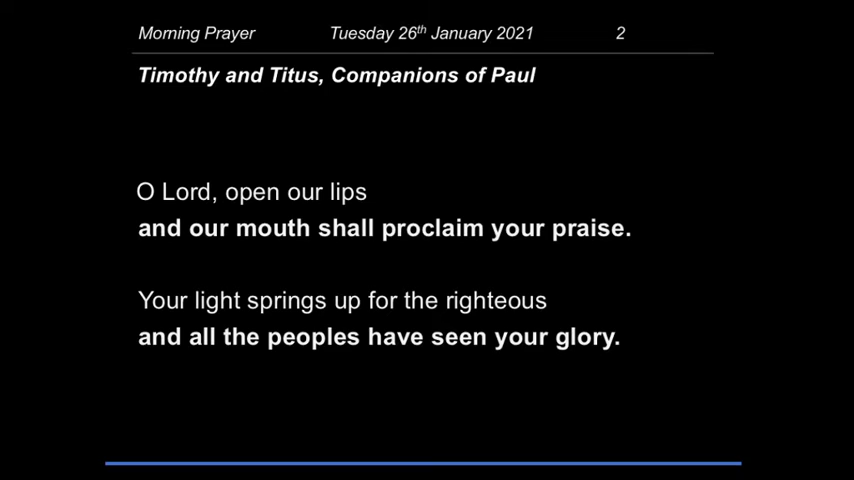 Morning Prayer Tuesday 26th January 2021 2
Timothy and Titus, Companions of Paul
O Lord, open our lips
and our mouth shall proclaim your praise.
Your light springs up for the righteous
and all the peoples have seen your glory.